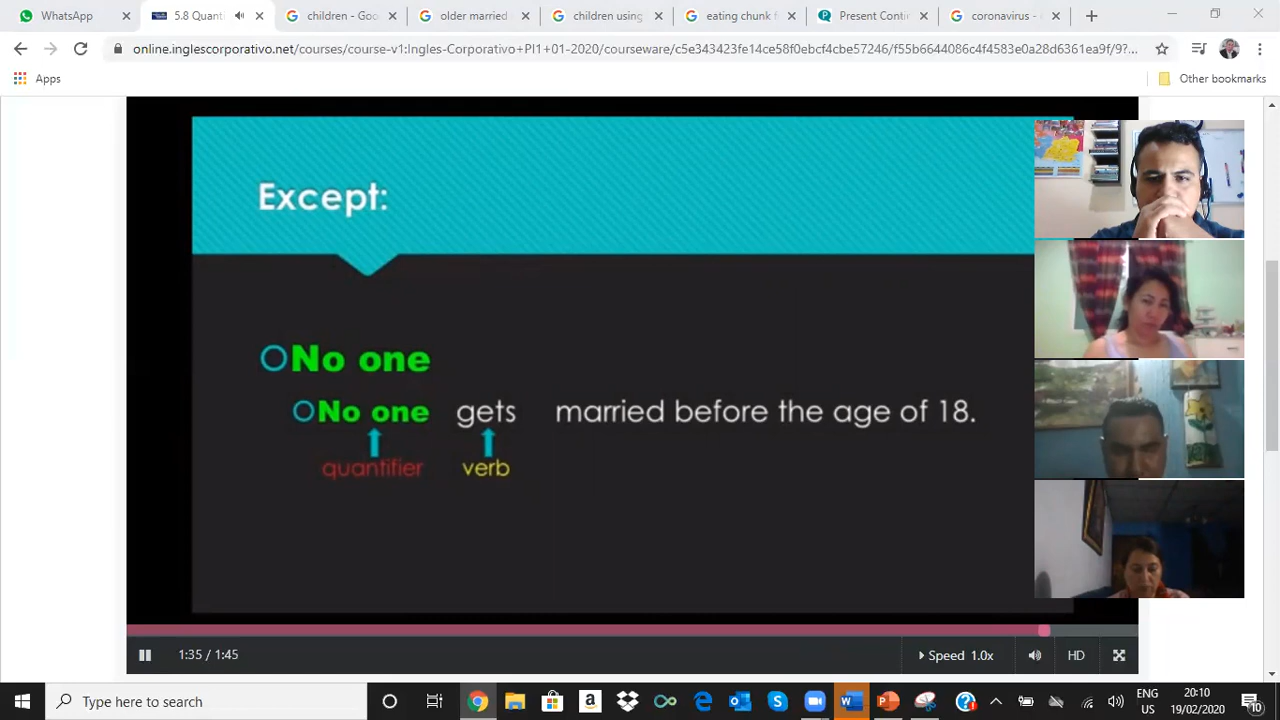 WhatsApp
5.8 Quanti
children - Goo
older married
children using
eating chunk f
Present Conti
coronavirus -
online.inglescorporativo.net/courses/course-v1:Ingles-Corporativo+PI1+01-2020/courseware/c5e343423fe14ce58f0ebcf4cbe57246/f55b6644086c4f4583e0a28d6361ea9f/9?...
Apps
Other bookmarks
Except:
No one
No one gets married before the age of 18.
quantifier verb
1:35 / 1:45
Speed 1.0x
HD
Type here to search
ENG
US
20:10
19/02/2020
10